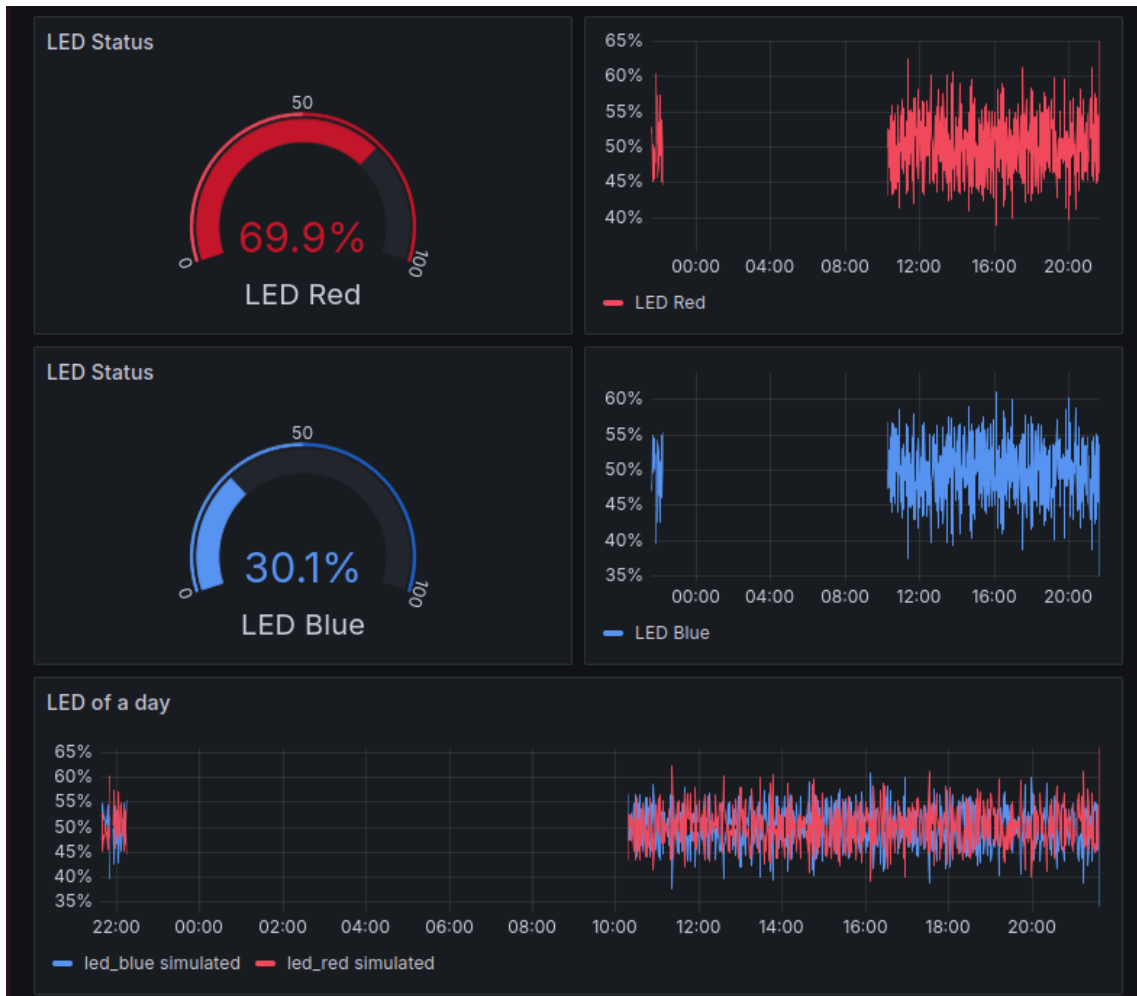 LED Status
50
0
100
69.9%
LED Red
65%
60%
55%
50%
45%
40%
00:00 04:00 08:00 12:00 16:00 20:00
LED Red
LED Status
50
0
100
30.1%
LED Blue
60%
55%
50%
45%
40%
35%
00:00 04:00 08:00 12:00 16:00 20:00
LED Blue
LED of a day
65%
60%
55%
50%
45%
40%
35%
22:00 00:00 02:00 04:00 06:00 08:00 10:00 12:00 14:00 16:00 18:00 20:00
led_blue simulated led_red simulated